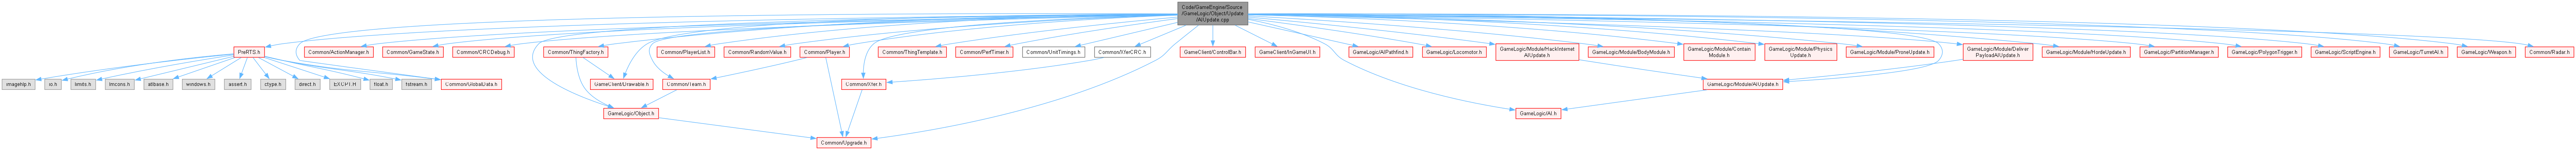 Code/GameEngine/Source
/GameLogic/Object/Update
/AIUpdate.cpp
PreRTS.h
Common/ActionManager.h
Common/GameState.h
Common/CRCDebug.h
Common/ThingFactory.h
Common/PlayerList.h
Common/RandomValue.h
Common/Player.h
Common/ThingTemplate.h
Common/PerfTimer.h
Common/UnitTimings.h
Common/XferCRC.h
GameClient/ControlBar.h
GameClient/InGameUI.h
GameLogic/AIPathfind.h
GameLogic/Locomotor.h
GameLogic/Module/HackInternet
AIUpdate.h
GameLogic/Module/BodyModule.h
GameLogic/Module/Contain
Module.h
GameLogic/Module/Physics
Update.h
GameLogic/Module/ProneUpdate.h
GameLogic/Module/Deliver
PayloadAIUpdate.h
GameLogic/Module/HordeUpdate.h
GameLogic/PartitionManager.h
GameLogic/PolygonTrigger.h
GameLogic/ScriptEngine.h
GameLogic/TurretAI.h
GameLogic/Weapon.h
Common/Radar.h
imagehlp.h
io.h
limits.h
lmcons.h
atlbase.h
windows.h
assert.h
ctype.h
direct.h
EXCPT.H
float.h
fstream.h
Common/GlobalData.h
GameClient/Drawable.h
Common/Team.h
Common/Xfer.h
GameLogic/Module/AIUpdate.h
GameLogic/Object.h
GameLogic/AI.h
Common/Upgrade.h